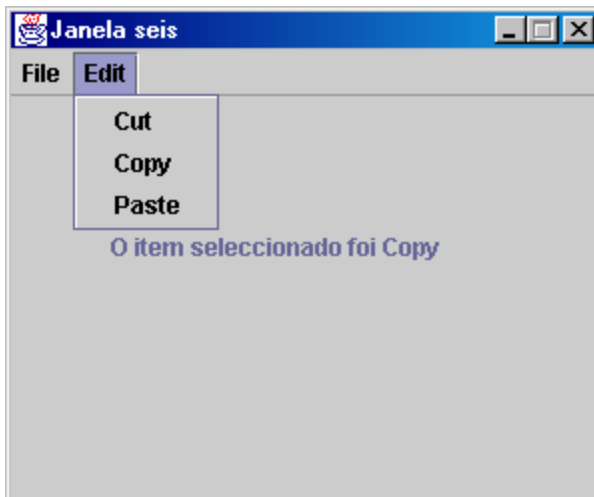 Janela seis
File Edit
Cut
Copy
Paste
O item seleccionado foi Copy